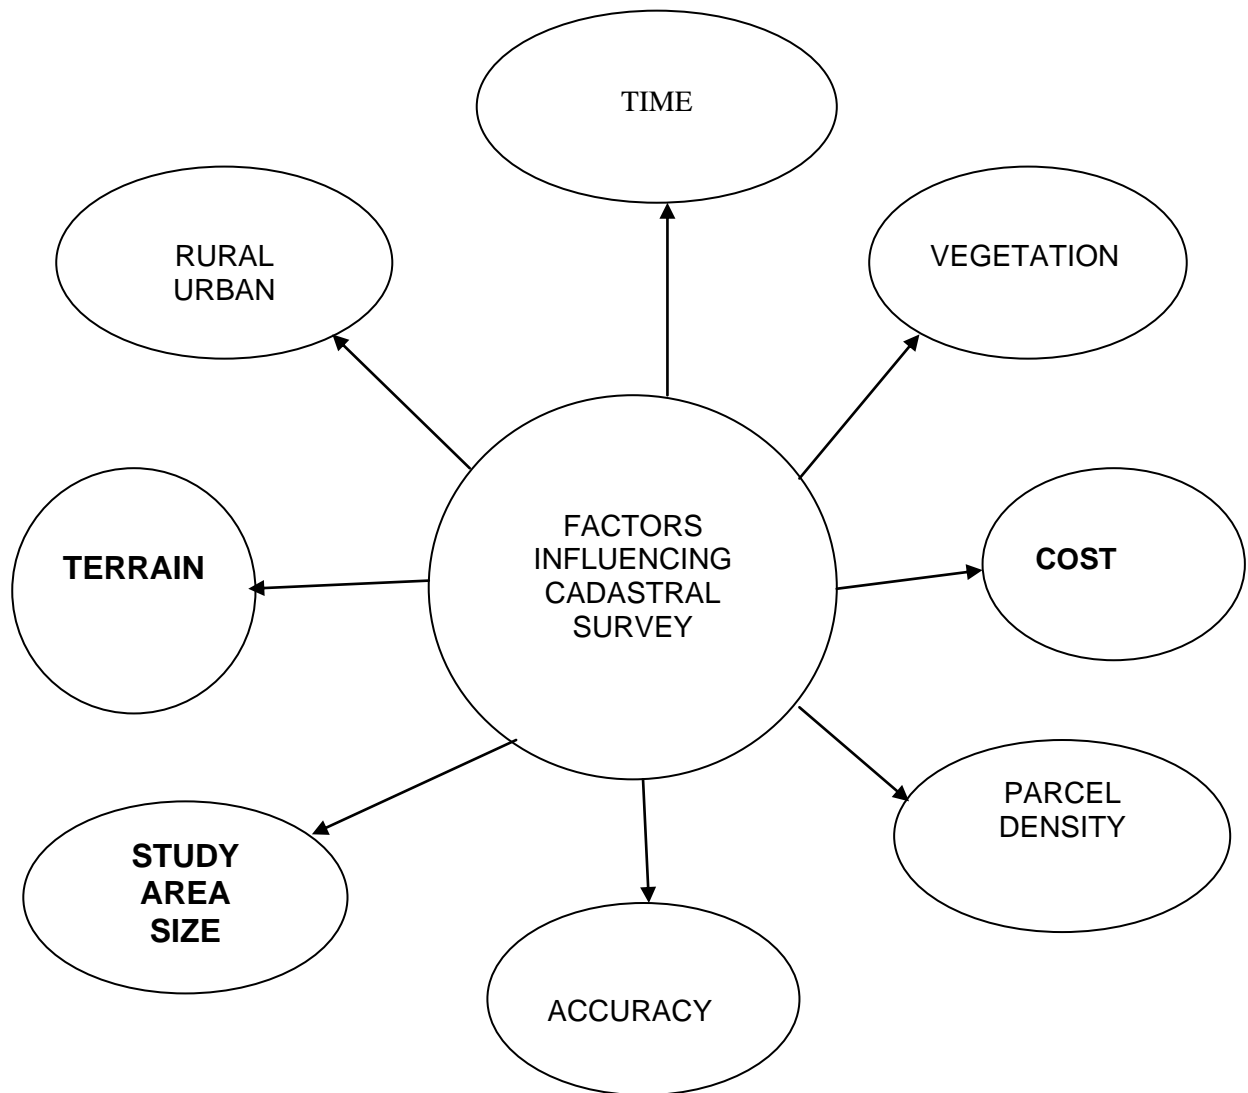 TIME
RURAL
URBAN
VEGETATION
FACTORS
INFLUENCING
CADASTRAL
SURVEY
TERRAIN
COST
PARCEL
DENSITY
STUDY
AREA
SIZE
ACCURACY